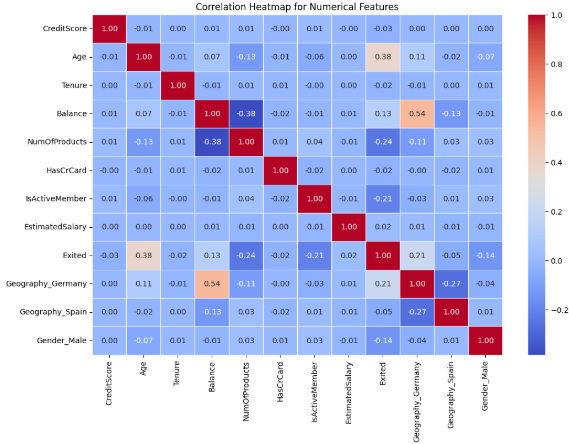 Correlation Heatmap for Numerical Features
CreditScore 1.00 -0.01 0.00 0.01 0.01 -0.00 0.01 -0.00 -0.03 0.00 0.00 0.00
Age -0.01 1.00 -0.01 0.07 -0.13 -0.01 -0.06 0.00 0.38 0.11 -0.02 -0.07
Tenure 0.00 -0.01 1.00 -0.01 0.01 0.01 0.01 -0.00 -0.02 -0.01 0.00 0.01
Balance 0.01 0.07 -0.01 1.00 -0.38 -0.02 -0.01 0.01 0.13 0.54 -0.13 -0.01
NumOfProducts 0.01 -0.13 0.01 -0.38 1.00 0.01 0.04 -0.01 -0.24 -0.11 0.03 0.03
HasCrCard -0.00 -0.01 0.01 -0.02 0.01 1.00 -0.02 0.00 -0.02 -0.00 -0.02 0.01
IsActiveMember 0.01 -0.06 0.01 -0.01 0.04 -0.02 1.00 -0.01 -0.21 -0.03 0.01 0.03
EstimatedSalary -0.00 0.00 -0.00 0.01 -0.01 0.00 -0.01 1.00 0.02 0.01 -0.01 -0.01
Exited -0.03 0.38 -0.02 0.13 -0.24 -0.02 -0.21 0.02 1.00 0.21 -0.05 -0.14
Geography_Germany 0.00 0.11 -0.01 0.54 -0.11 -0.00 -0.03 0.01 0.21 1.00 -0.27 -0.04
Geography_Spain 0.00 -0.02 0.00 -0.13 0.03 -0.02 0.01 -0.01 -0.05 -0.27 1.00 0.01
Gender_Male 0.00 -0.07 0.01 -0.01 0.03 0.01 0.03 -0.01 -0.14 -0.04 0.01 1.00
CreditScore
Age
Tenure
Balance
NumOfProducts
HasCrCard
IsActiveMember
EstimatedSalary
Exited
Geography_Germany
Geography_Spain
Gender_Male
1.0
0.8
0.6
0.4
0.2
0.0
−0.2